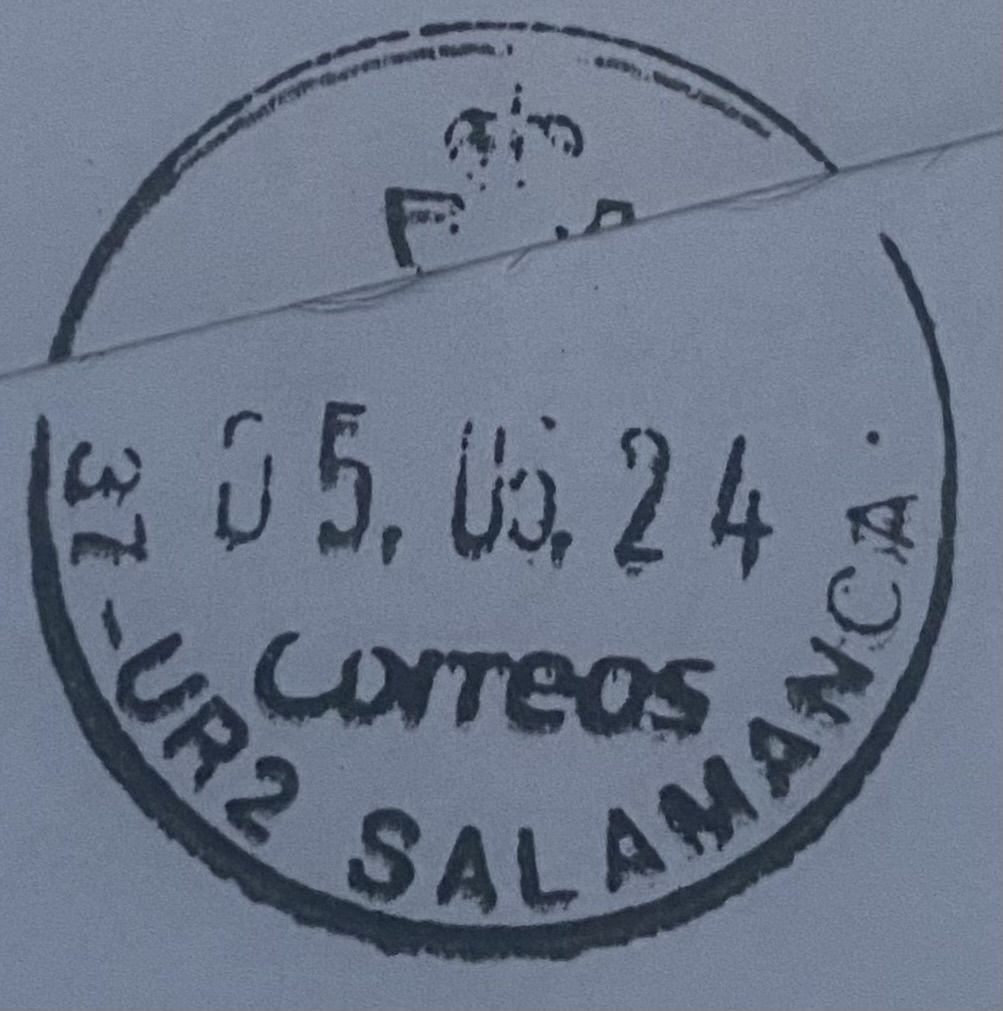 05.06.24
Correos
37 -UR2 SALAMANCA.